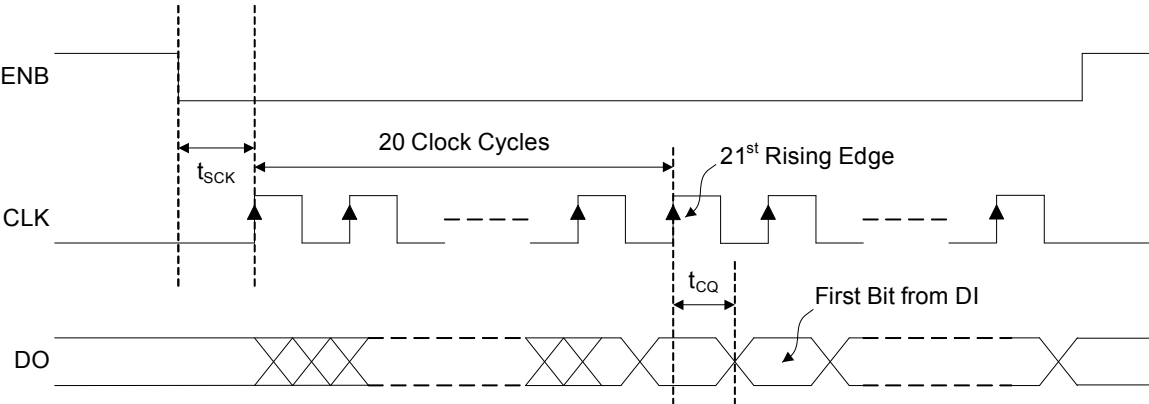 ENB
20 Clock Cycles
21st Rising Edge
tSCK
CLK
tCQ
First Bit from DI
DO